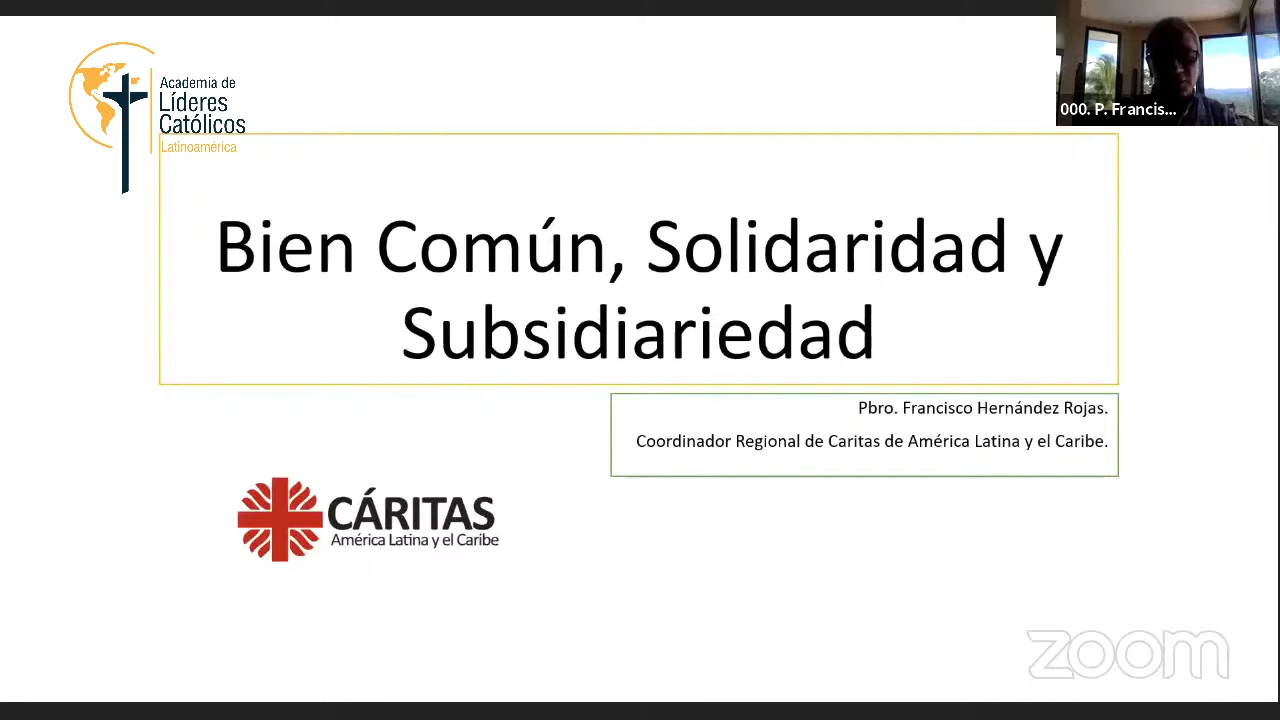 Academia de
Líderes
Católicos
Latinoamérica
000. P. Francis...
Bien Común, Solidaridad y
Subsidiariedad
Pbro. Francisco Hernández Rojas.
Coordinador Regional de Caritas de América Latina y el Caribe.
CÁRITAS
América Latina y el Caribe
zoom